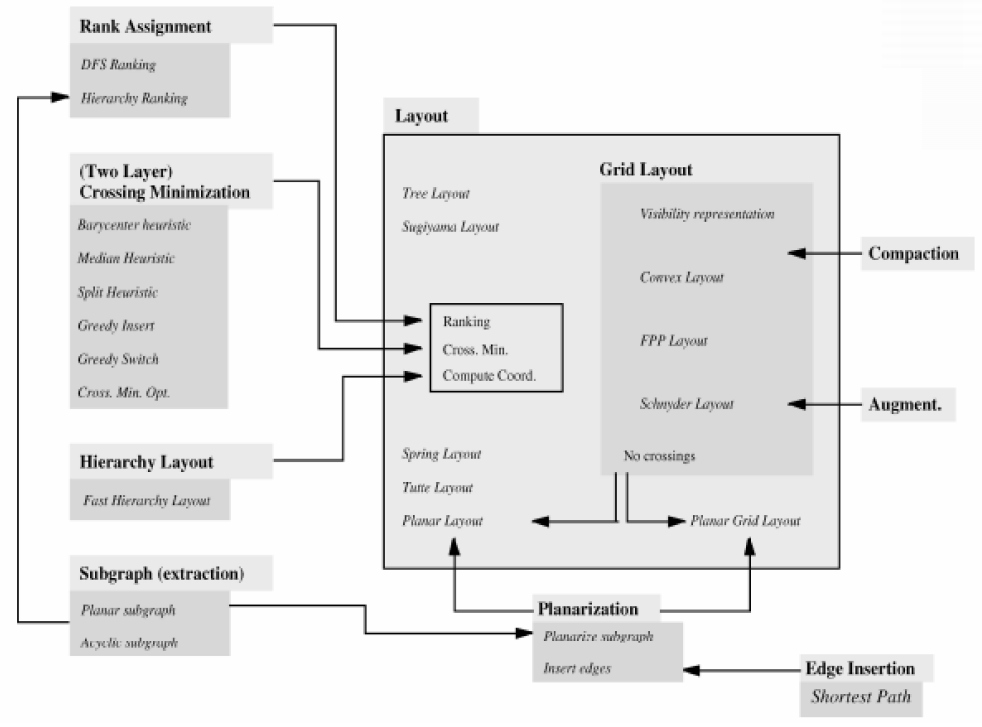 Rank Assignment
DFS Ranking
Hierarchy Ranking
(Two Layer)
Crossing Minimization
Barycenter heuristic
Median Heuristic
Split Heuristic
Greedy Insert
Greedy Switch
Cross. Min. Opt.
Hierarchy Layout
Fast Hierarchy Layout
Subgraph (extraction)
Planar subgraph
Acyclic subgraph
Layout
Tree Layout
Sugiyama Layout
Ranking
Cross. Min.
Compute Coord.
Spring Layout
Tutte Layout
Planar Layout
Grid Layout
Visibility representation
Convex Layout
FPP Layout
Schnyder Layout
No crossings
Planar Grid Layout
Compaction
Augment.
Planarization
Planarize subgraph
Insert edges
Edge Insertion
Shortest Path